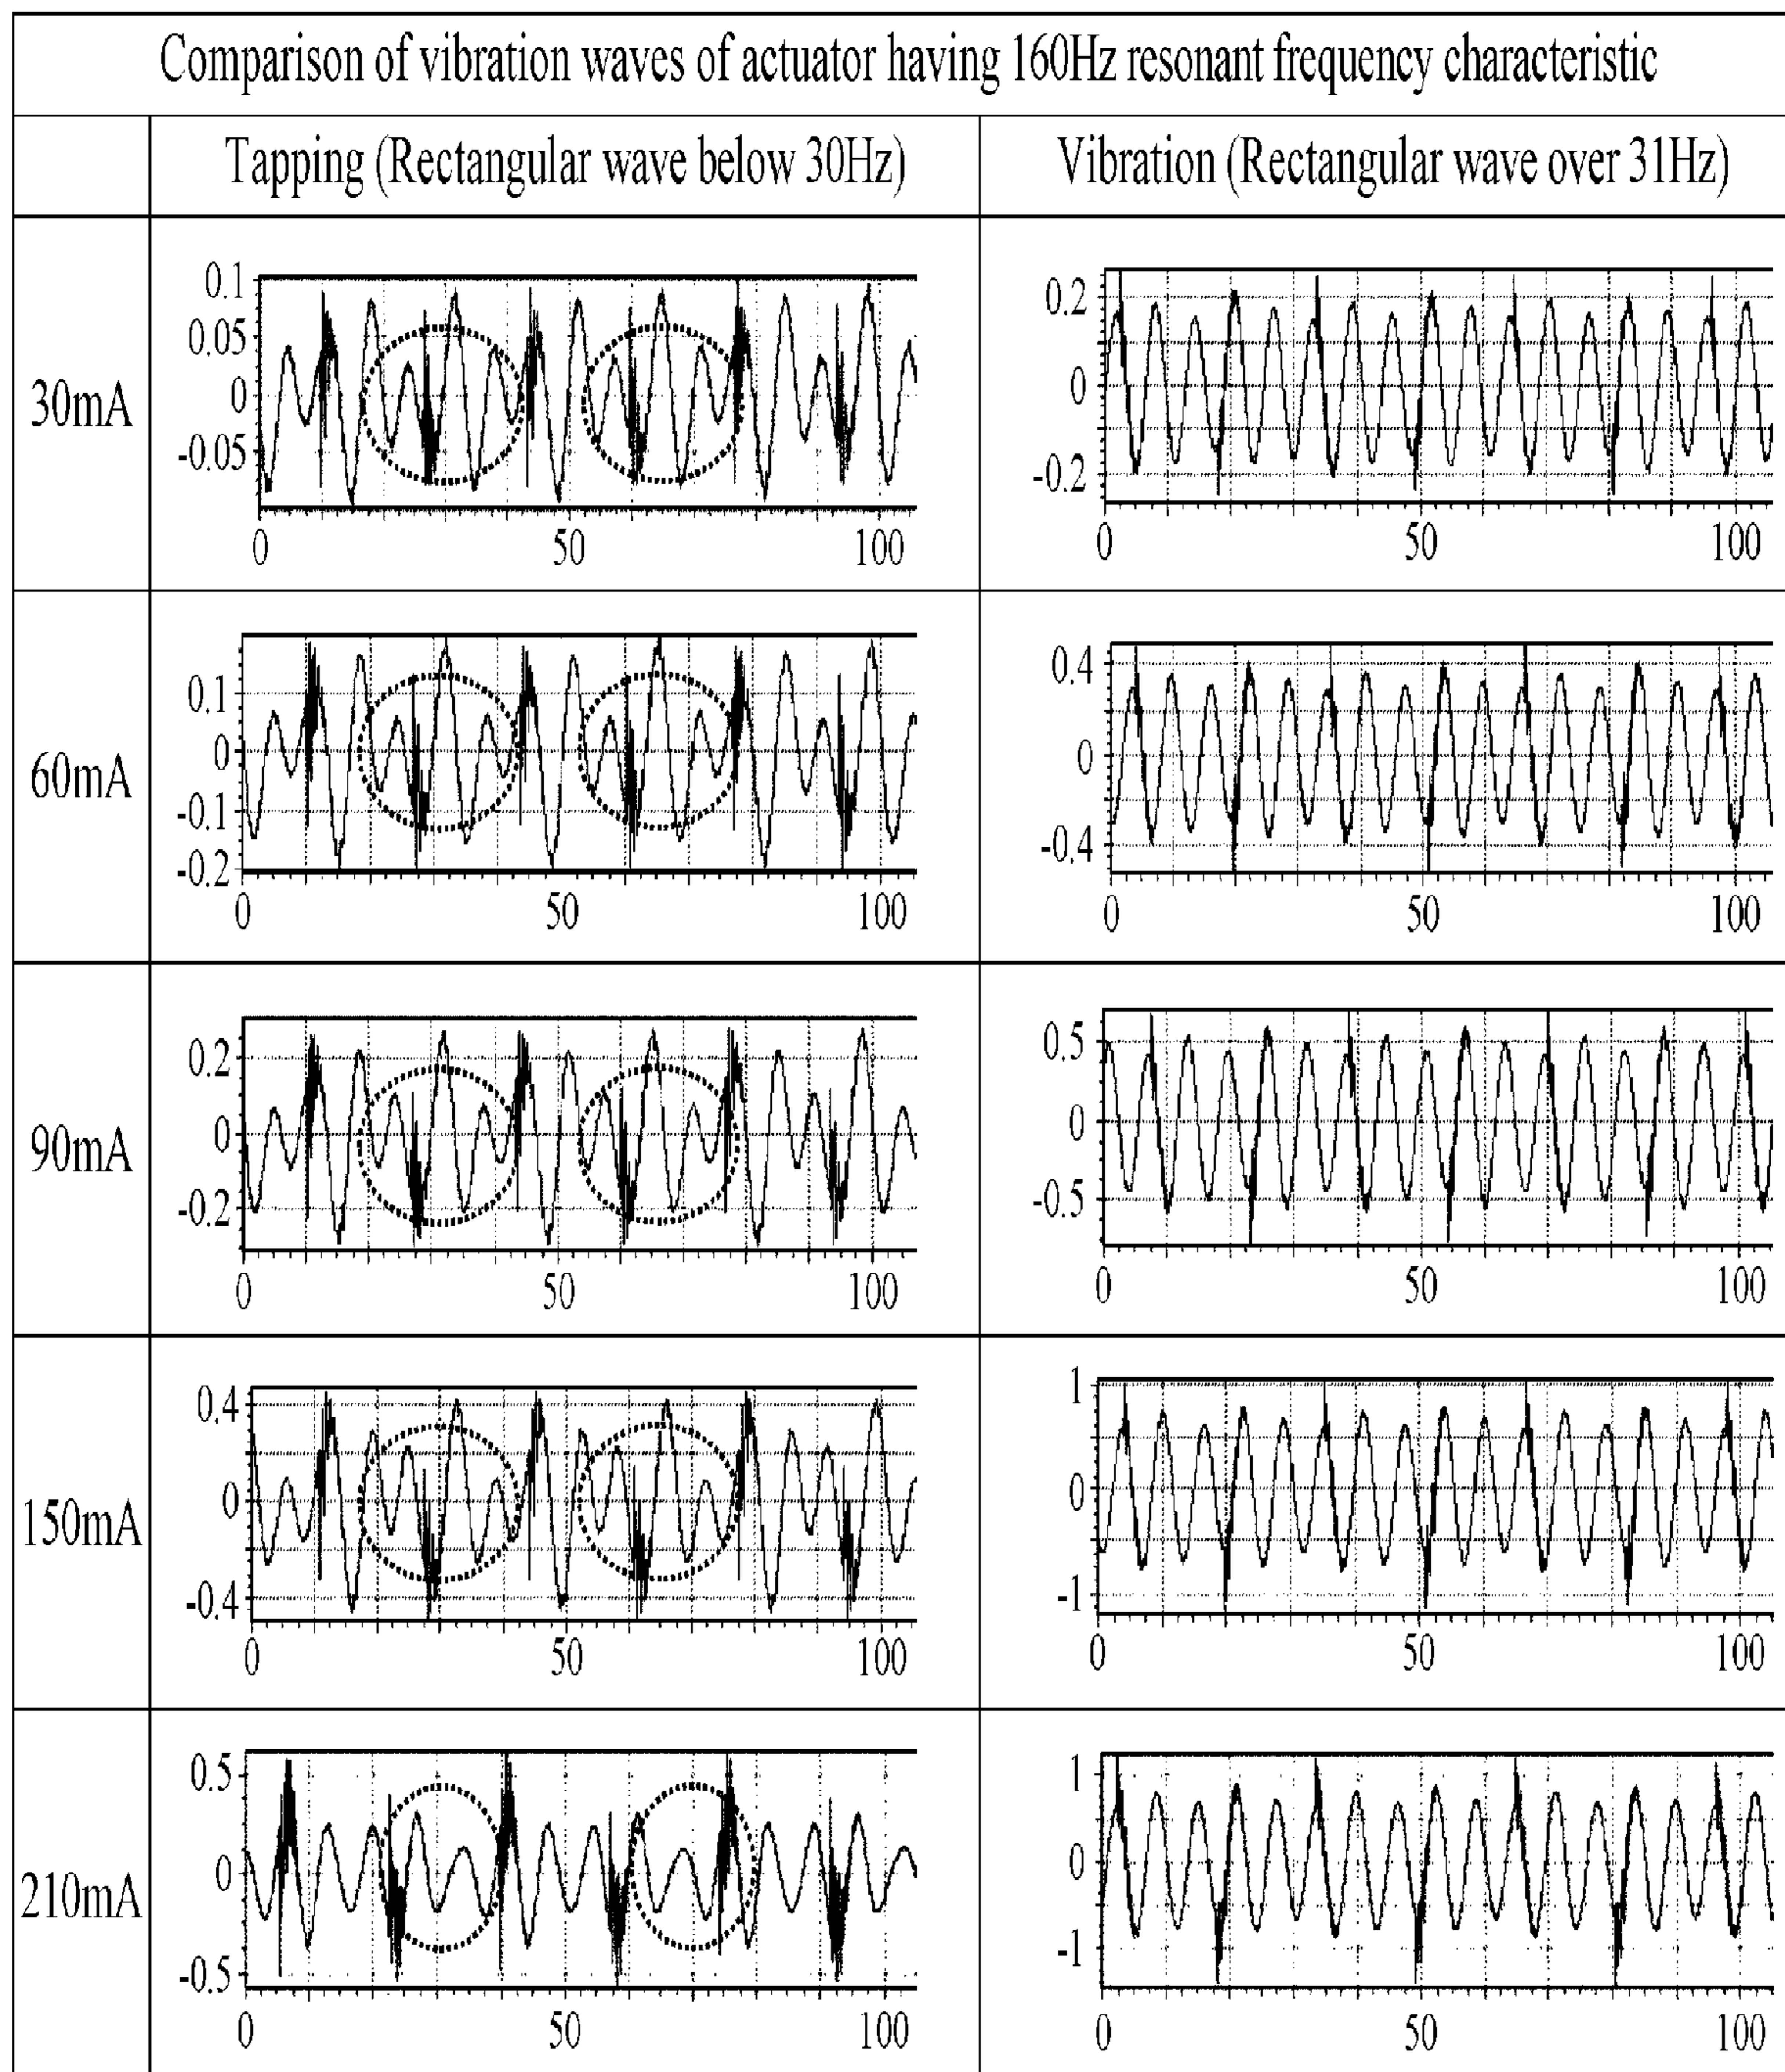 Comparison of vibration waves of actuator having 160Hz resonant frequency characteristic
Tapping (Rectangular wave below 30Hz)
Vibration (Rectangular wave over 31Hz)
30mA
0.1
0.05
0
-0.05
0 50 100
0.2
0
-0.2
0 50 100
60mA
0.1
0
-0.1
-0.2
0 50 100
0.4
0
-0.4
0 50 100
90mA
0.2
0
-0.2
0 50 100
0.5
0
-0.5
0 50 100
150mA
0.4
0
-0.4
0 50 100
1
0
-1
0 50 100
210mA
0.5
0
-0.5
0 50 100
1
0
-1
0 50 100